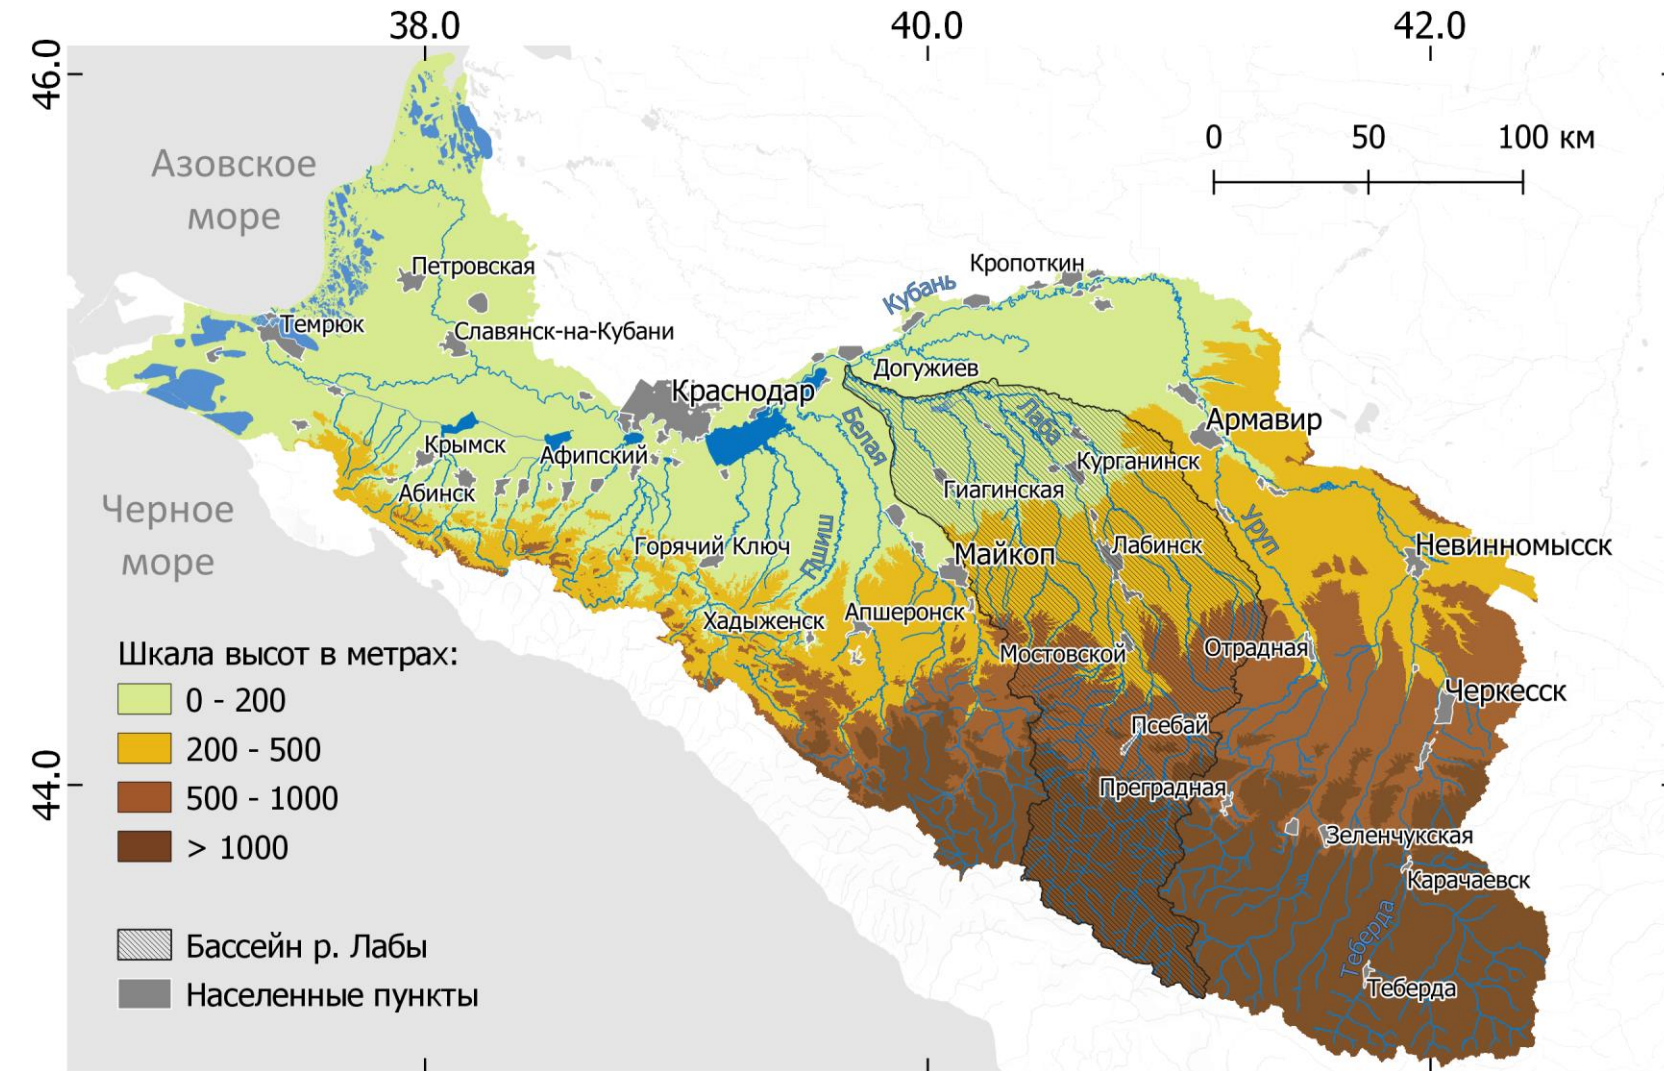 38.0
40.0
42.0
46.0
44.0
0 50 100 км
Азовское
море
Петровская
Кропоткин
Кубань
Темрюк
Славянск-на-Кубани
Догужиев
Краснодар
Лаба
Белая
Армавир
Крымск
Афипский
Курганинск
Абинск
Гиагинская
Черное
море
Уруп
Горячий Ключ
Пшиш
Майкоп
Лабинск
Невинномысск
Хадыженск
Апшеронск
Мостовской
Отрадная
Черкесск
Псебай
Преградная
Зеленчукская
Карачаевск
Теберда
Теберда
Шкала высот в метрах:
0 - 200
200 - 500
500 - 1000
> 1000
Бассейн р. Лабы
Населенные пункты